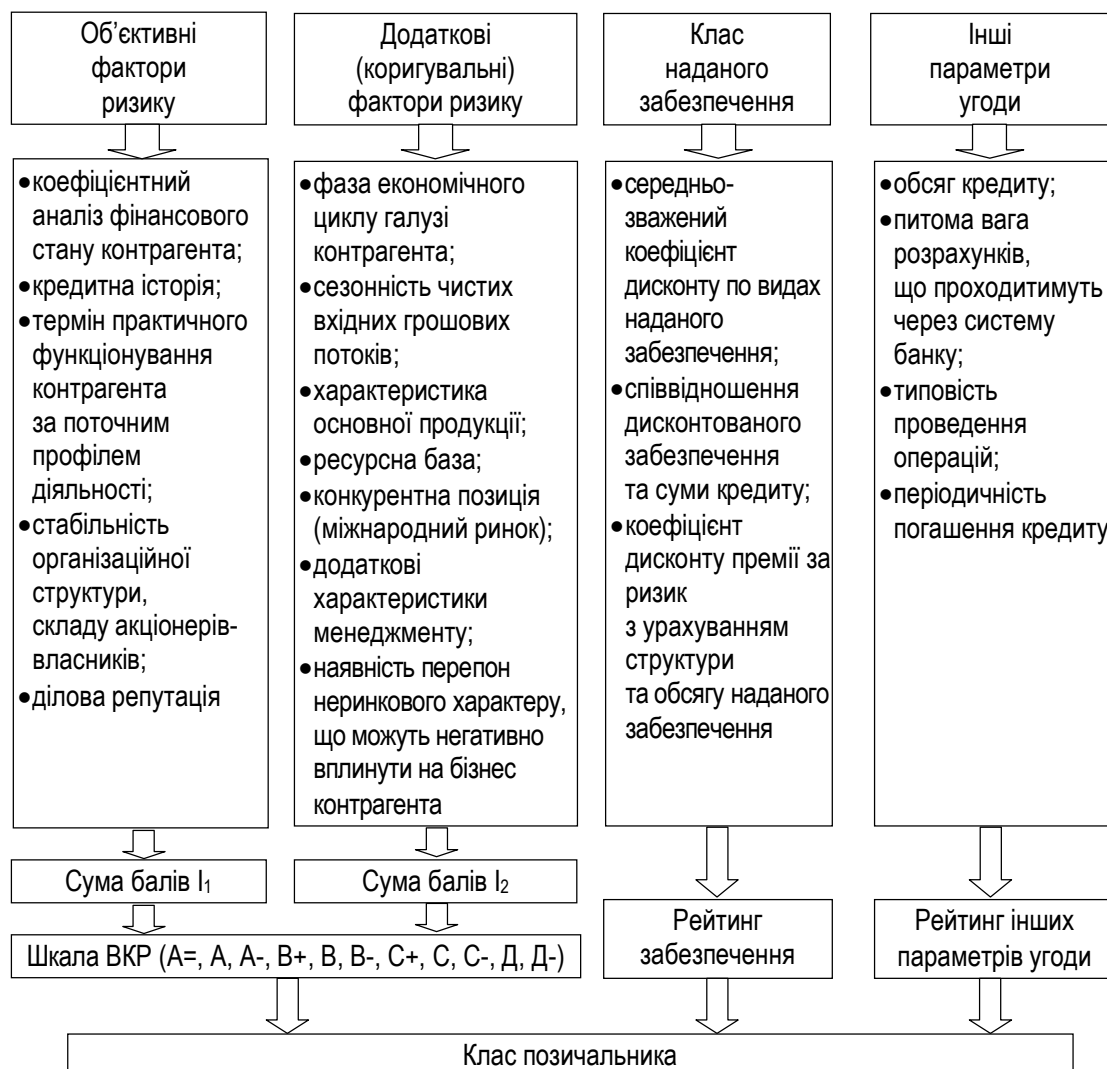 Об’єктивні
фактори
ризику
Додаткові
(коригувальні)
фактори ризику
Клас
наданого
забезпечення
Інші
параметри
угоди
•коефіцієнтний
аналіз фінансового
стану контрагента;
•кредитна історія;
•термін практичного
функціонування
контрагента
за поточним
профілем
діяльності;
•стабільність
організаційної
структури,
складу акціонерів-
власників;
•ділова репутація
•фаза економічного
циклу галузі
контрагента;
•сезонність чистих
вхідних грошових
потоків;
•характеристика
основної продукції;
•ресурсна база;
•конкурентна позиція
(міжнародний ринок);
•додаткові
характеристики
менеджменту;
•наявність перепон
неринкового характеру,
що можуть негативно
вплинути на бізнес
контрагента
•середньо-
зважений
коефіцієнт
дисконту по видах
наданого
забезпечення;
•співвідношення
дисконтованого
забезпечення
та суми кредиту;
•коефіцієнт
дисконту премії за
ризик
з урахуванням
структури
та обсягу наданого
забезпечення
•обсяг кредиту;
•питома вага
розрахунків,
що проходитимуть
через систему
банку;
•типовість
проведення
операцій;
•періодичність
погашення кредиту
Сума балів I₁
Сума балів I₂
Шкала ВКР (А=, А, А-, В+, В, В-, С+, С, С-, Д, Д-)
Рейтинг
забезпечення
Рейтинг інших
параметрів угоди
Клас позичальника